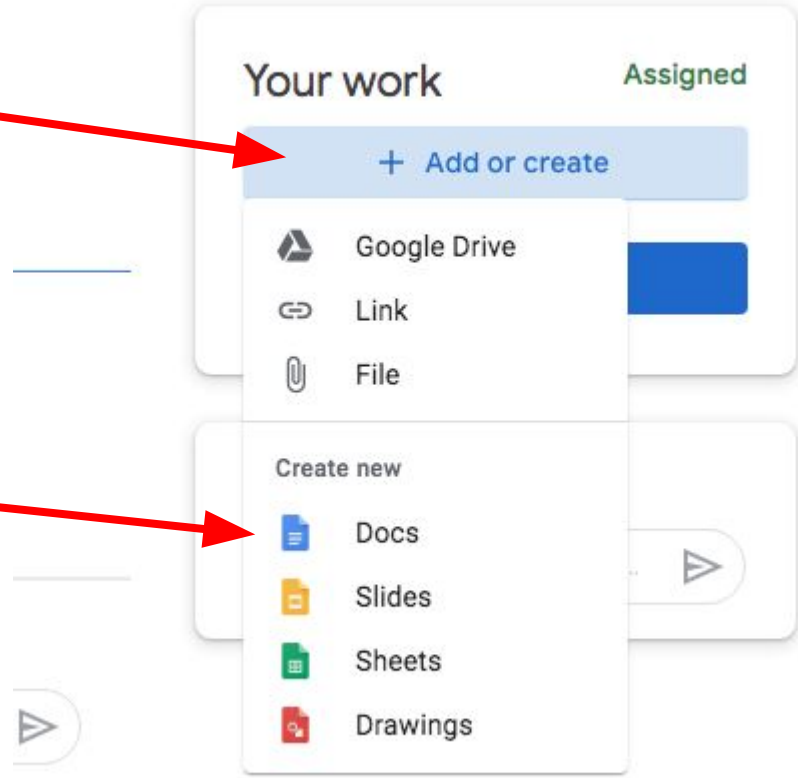 Your work
Assigned
+ Add or create
Google Drive
Link
File
Create new
Docs
Slides
Sheets
Drawings